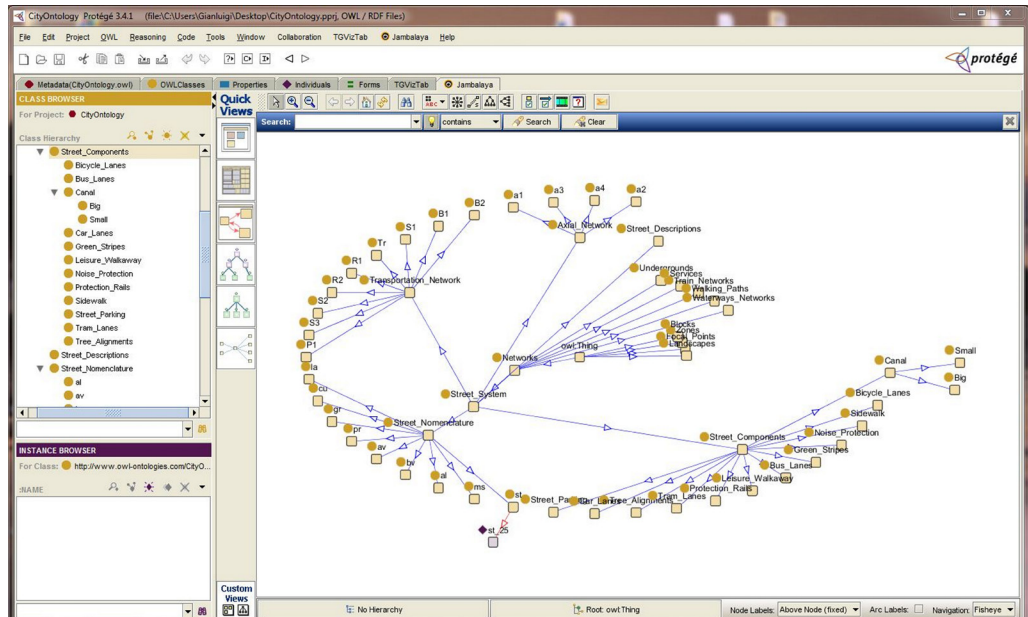 CityOntology Protégé 3.4.1 (file:\C:\Users\Gianluigi\Desktop\CityOntology.pprj, OWL / RDF Files)
File Edit Project OWL Reasoning Code Tools Window Collaboration TGVizTab Jambalaya Help
protégé
Metadata(CityOntology.owl) OWLClasses Properties Individuals Forms TGVizTab Jambalaya
CLASS BROWSER
For Project: CityOntology
Class Hierarchy
Street_Components
Bicycle_Lanes
Bus_Lanes
Canal
Big
Small
Car_Lanes
Green_Stripes
Leisure_Walkaway
Noise_Protection
Protection_Rails
Sidewalk
Street_Parking
Tram_Lanes
Tree_Alignments
Street_Descriptions
Street_Nomenclature
al
av
INSTANCE BROWSER
For Class: http://www.owl-ontologies.com/CityO...
:NAME
Quick
Views
Custom
Views
Search: contains Search Clear
a1 a3 a4 a2
B2
B1
S1
Axial_Network
Street_Descriptions
Tr
R1
Transportation_Network
R2
S2
S3
P1
Undergrounds
Services
Train_Networks
Walking_Paths
Waterways_Networks
Blocks
Zones
Focal_Points
Landscapes
owl:Thing
Networks
Street_System
la
cu
gr
pr
av
bv
al
ms
st
st_25
Street_Nomenclature
Street_Components
Canal
Small
Big
Bicycle_Lanes
Sidewalk
Noise_Protection
Green_Stripes
Bus_Lanes
Leisure_Walkaway
Protection_Rails
Tram_Lanes
Tree_Alignments
Car_Lanes
No Hierarchy Root: owl:Thing Node Labels: Above Node (fixed) Arc Labels: Navigation: Fisheye